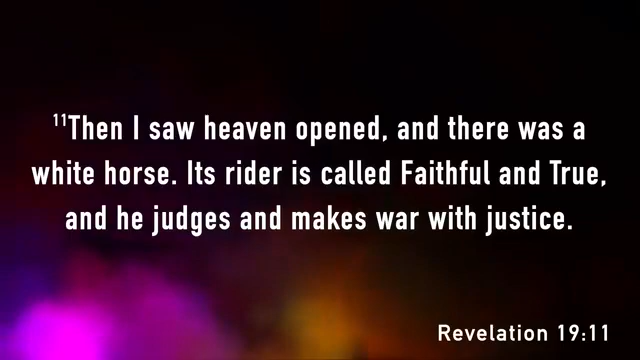 ¹¹Then I saw heaven opened, and there was a
white horse. Its rider is called Faithful and True,
and he judges and makes war with justice.
Revelation 19:11